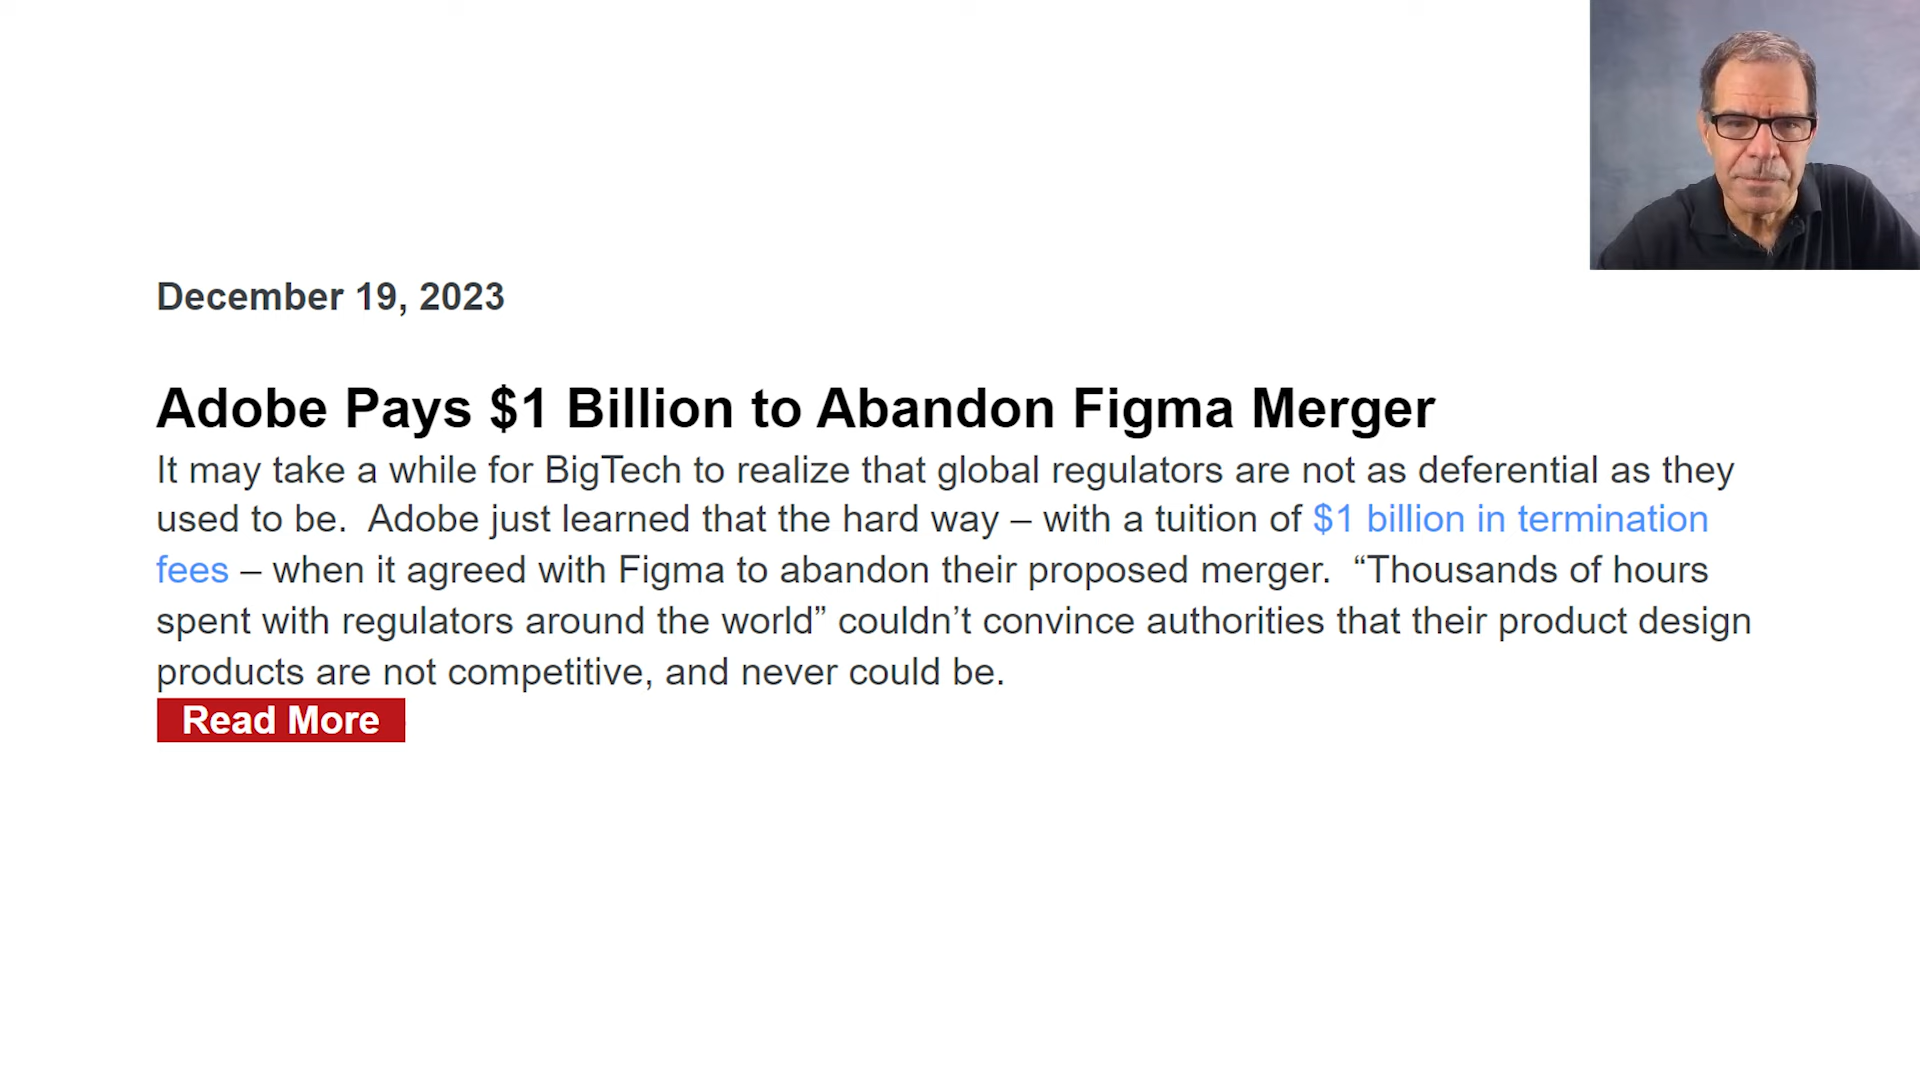 December 19, 2023
Adobe Pays $1 Billion to Abandon Figma Merger
It may take a while for BigTech to realize that global regulators are not as deferential as they
used to be.  Adobe just learned that the hard way – with a tuition of $1 billion in termination
fees – when it agreed with Figma to abandon their proposed merger.  “Thousands of hours
spent with regulators around the world” couldn’t convince authorities that their product design
products are not competitive, and never could be.
Read More